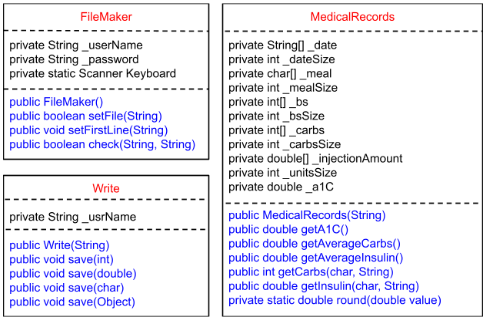 FileMaker
private String _userName
private String _password
private static Scanner Keyboard
public FileMaker()
public boolean setFile(String)
public void setFirstLine(String)
public boolean check(String, String)
Write
private String _usrName
public Write(String)
public void save(int)
public void save(double)
public void save(char)
public void save(Object)
MedicalRecords
private String[] _date
private int _dateSize
private char[] _meal
private int _mealSize
private int[] _bs
private int _bsSize
private int[] _carbs
private int _carbsSize
private double[] _injectionAmount
private int _unitsSize
private double _a1C
public MedicalRecords(String)
public double getA1C()
public double getAverageCarbs()
public double getAverageInsulin()
public int getCarbs(char, String)
public double getInsulin(char, String)
private static double round(double value)